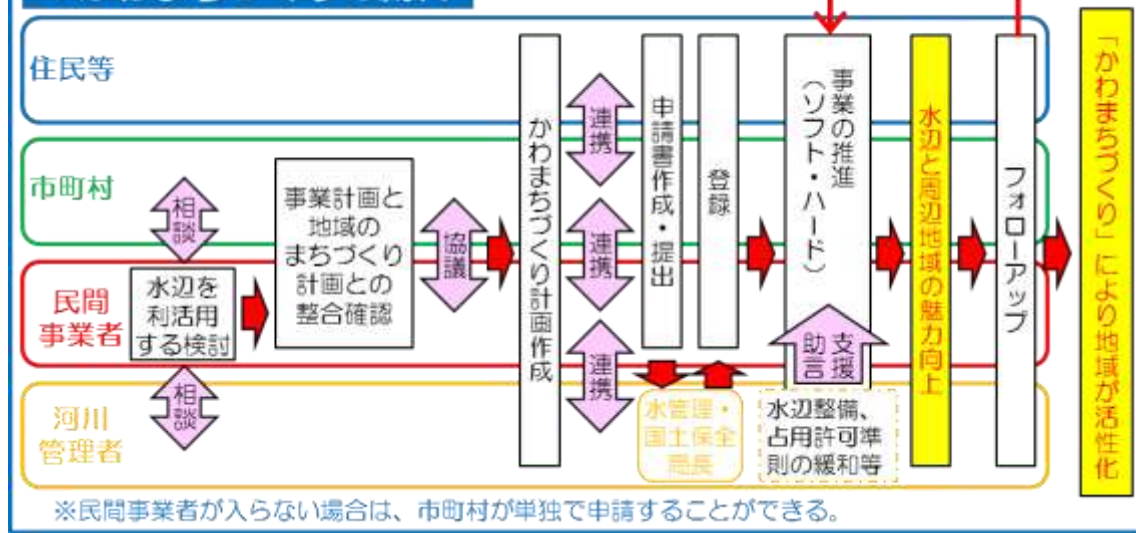 住民等
市町村
民間
事業者
河川
管理者
相談
水辺を
利活用
する検討
相談
事業計画と
地域の
まちづくり
計画との
整合確認
協議
かわまちづくり計画作成
連携
連携
連携
申請書作成・提出
登録
水管理・
国土保全
局長
事業の推進
（ソフト・ハード）
支援
助言
水辺整備、
占用許可準
則の緩和等
水辺と周辺地域の魅力向上
フォローアップ
「かわまちづくり」により地域が活性化
※民間事業者が入らない場合は、市町村が単独で申請することができる。